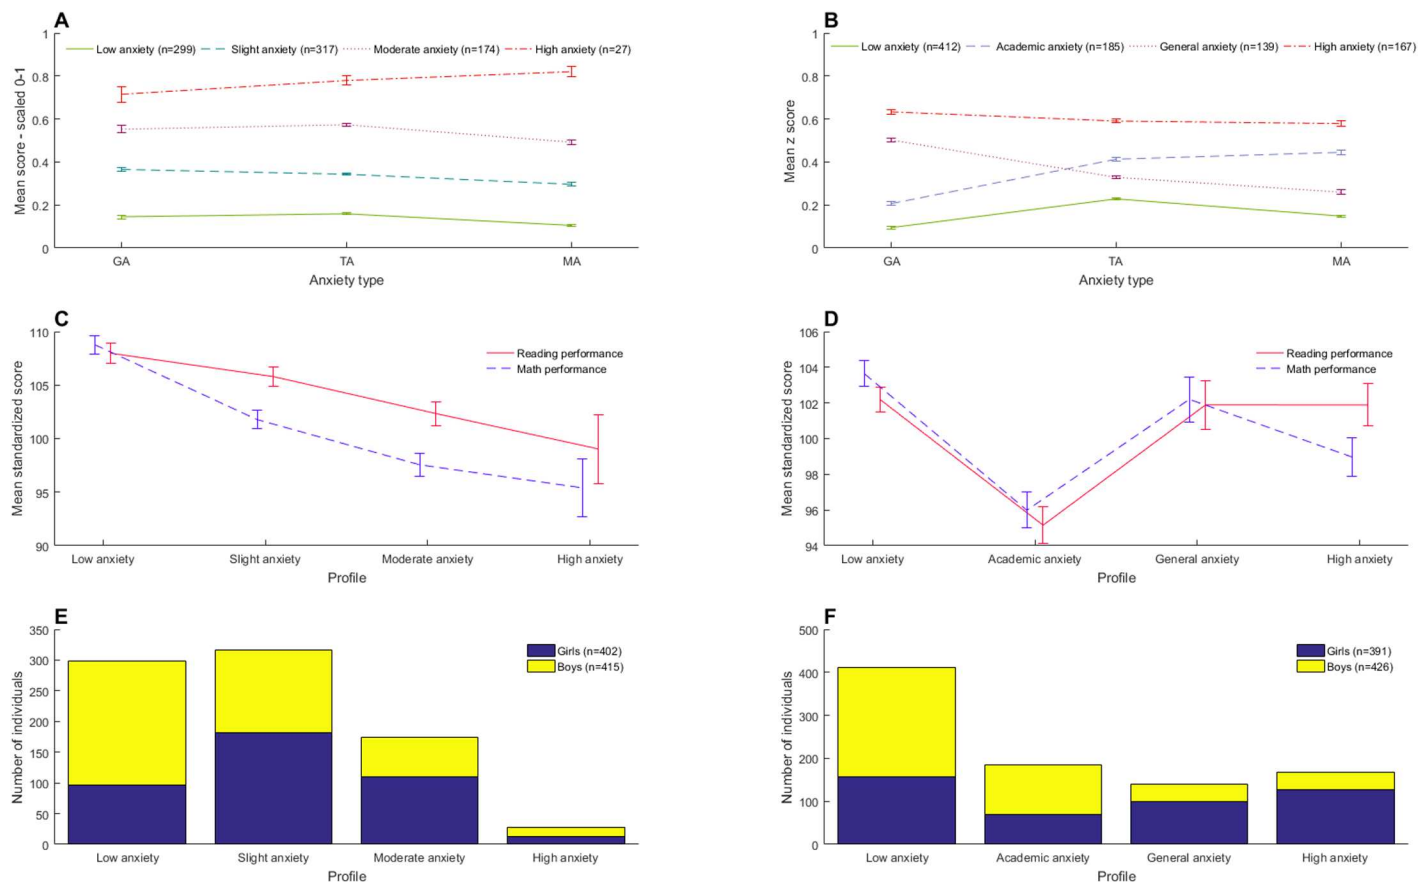 A
Low anxiety (n=299) Slight anxiety (n=317) Moderate anxiety (n=174) High anxiety (n=27)
Mean score - scaled 0-1
1
0.8
0.6
0.4
0.2
0
GA TA MA
Anxiety type
B
Low anxiety (n=412) Academic anxiety (n=185) General anxiety (n=139) High anxiety (n=167)
Mean z score
1
0.8
0.6
0.4
0.2
0
GA TA MA
Anxiety type
C
Reading performance
Math performance
Mean standardized score
110
105
100
95
90
Low anxiety Slight anxiety Moderate anxiety High anxiety
Profile
D
Reading performance
Math performance
Mean standardized score
106
104
102
100
98
96
94
Low anxiety Academic anxiety General anxiety High anxiety
Profile
E
Girls (n=402)
Boys (n=415)
Number of individuals
350
300
250
200
150
100
50
0
Low anxiety Slight anxiety Moderate anxiety High anxiety
Profile
F
Girls (n=391)
Boys (n=426)
Number of individuals
500
400
300
200
100
0
Low anxiety Academic anxiety General anxiety High anxiety
Profile